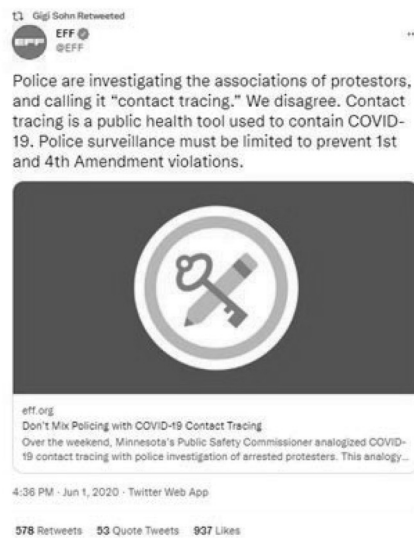 Gigi Sohn Retweeted
EFF
EFF
@EFF
Police are investigating the associations of protestors,
and calling it “contact tracing.” We disagree. Contact
tracing is a public health tool used to contain COVID-
19. Police surveillance must be limited to prevent 1st
and 4th Amendment violations.
eff.org
Don't Mix Policing with COVID-19 Contact Tracing
Over the weekend, Minnesota's Public Safety Commissioner analogized COVID-
19 contact tracing with police investigation of arrested protesters. This analogy...
4:36 PM · Jun 1, 2020 · Twitter Web App
578 Retweets 53 Quote Tweets 937 Likes